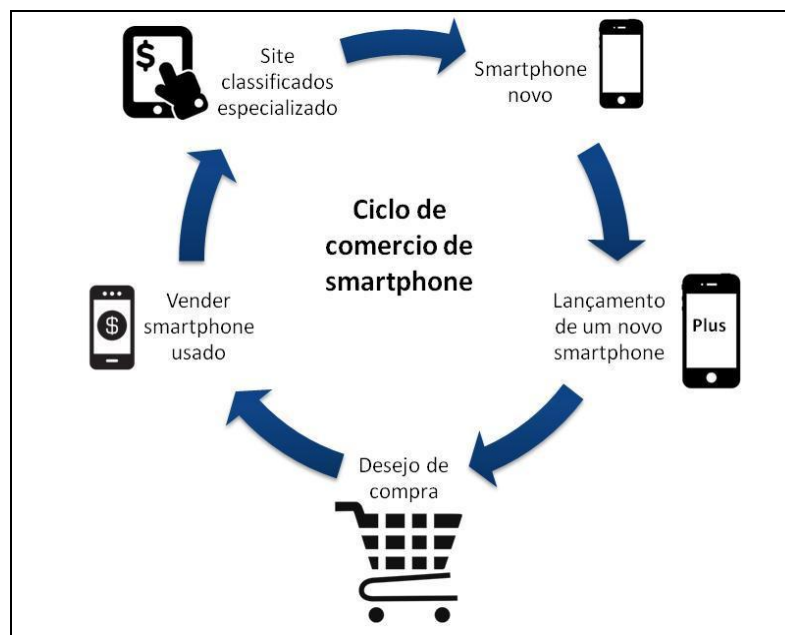 $
Site
classificados
especializado
Smartphone
novo
Ciclo de
comercio de
smartphone
Lançamento
de um novo
smartphone
Plus
$
Vender
smartphone
usado
Desejo de
compra